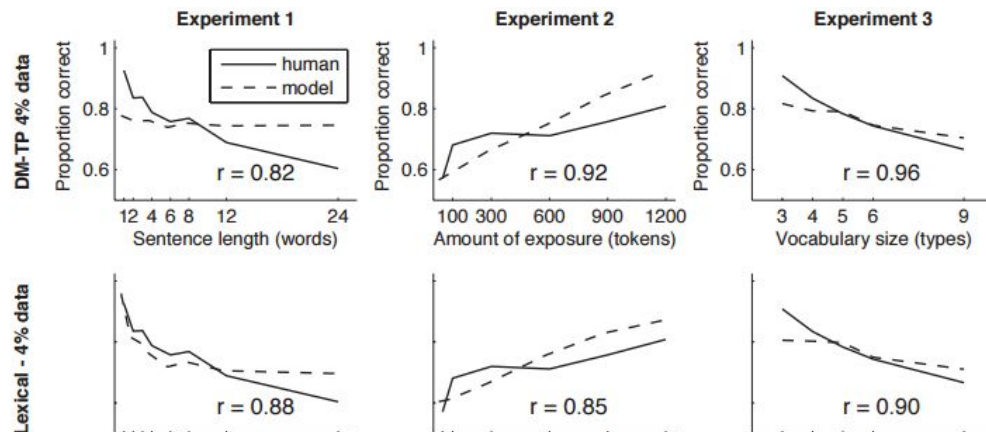 Experiment 1
Experiment 2
Experiment 3
DM-TP 4% data
Proportion correct
1
0.8
0.6
human
model
r = 0.82
1 2 4 6 8 12 24
Sentence length (words)
Proportion correct
1
0.8
0.6
r = 0.92
100 300 600 900 1200
Amount of exposure (tokens)
Proportion correct
1
0.8
0.6
r = 0.96
3 4 5 6 9
Vocabulary size (types)
Lexical - 4% data
r = 0.88
r = 0.85
r = 0.90